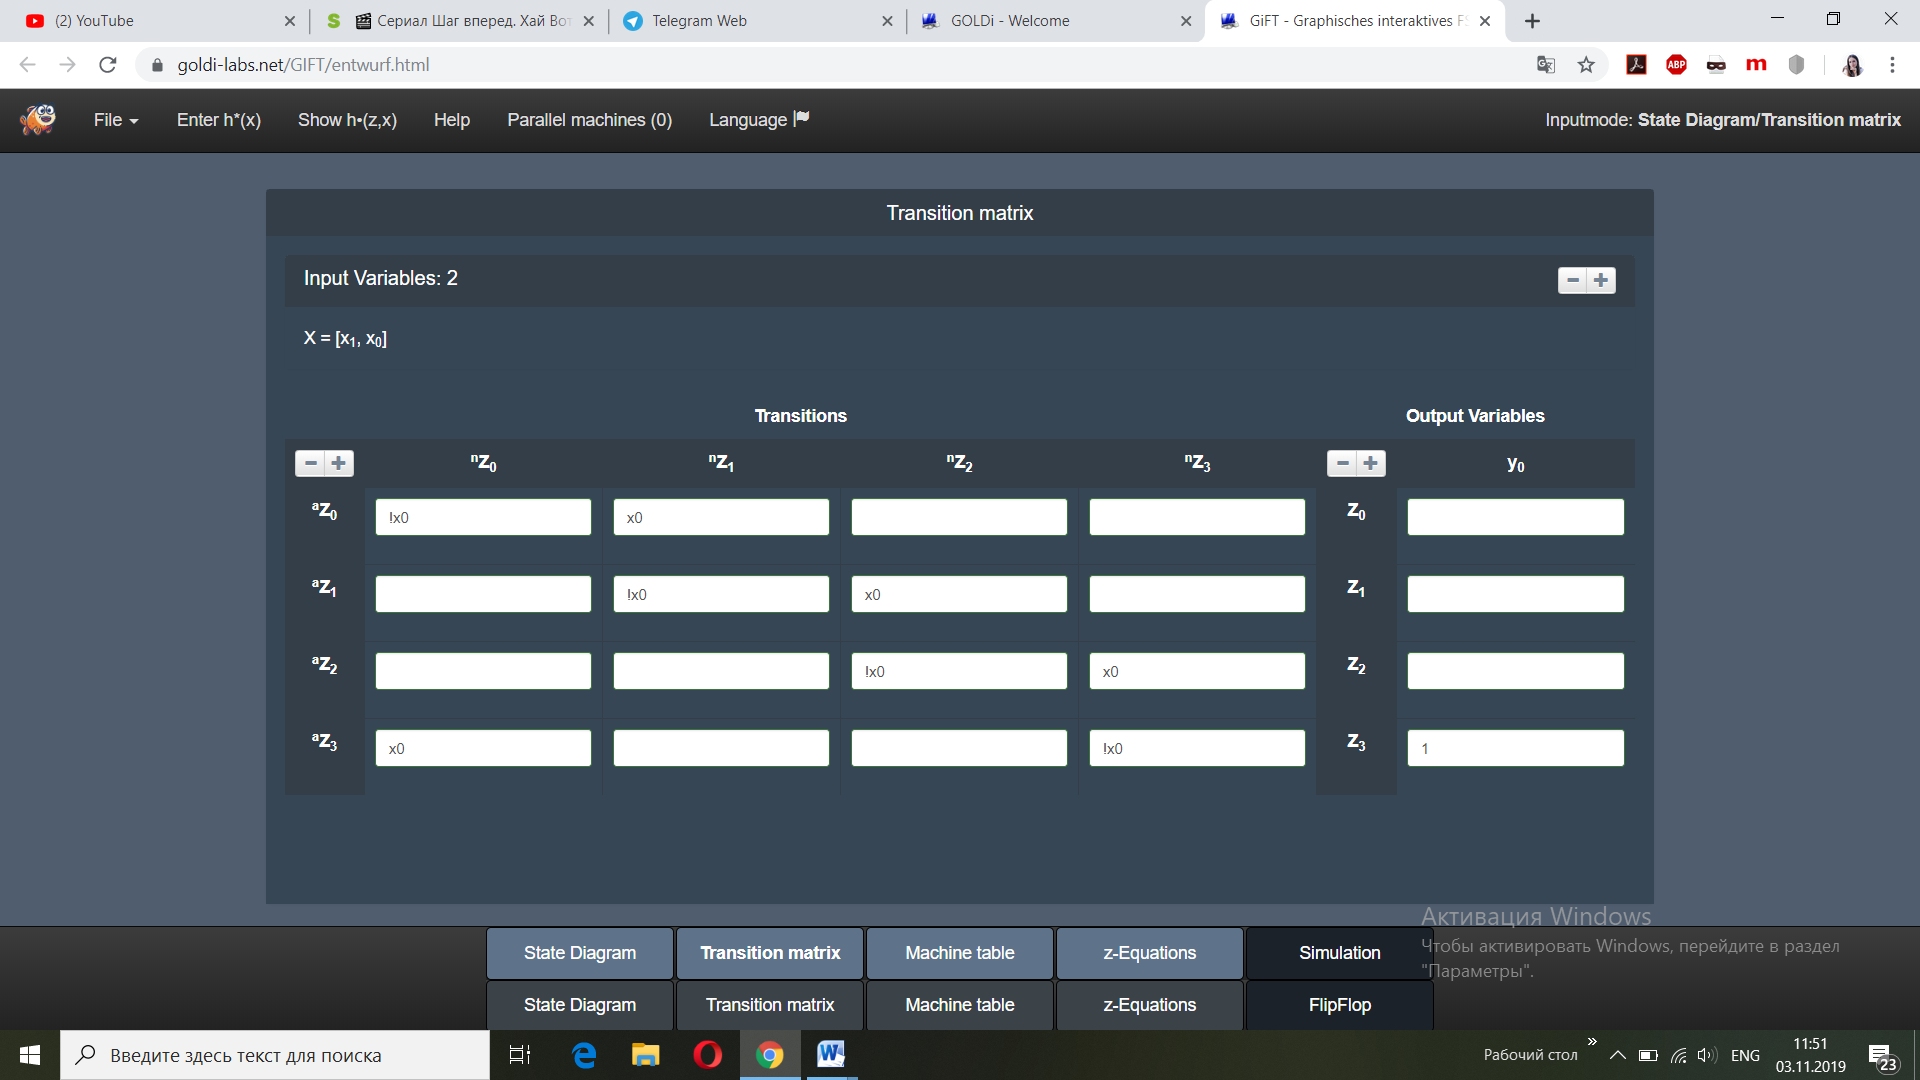 (2) YouTube
Сериал Шаг вперед. Хай Вот
Telegram Web
GOLDi - Welcome
GiFT - Graphisches interaktives FS
goldi-labs.net/GIFT/entwurf.html
ABP
m
File
Enter h*(x)
Show h•(z,x)
Help
Parallel machines (0)
Language
Inputmode: State Diagram/Transition matrix
Transition matrix
Input Variables: 2
X = [x1, x0]
Transitions
Output Variables
nz0 nz1 nz2 nz3 y0
az0 !x0 x0 z0
az1 !x0 x0 z1
az2 !x0 x0 z2
az3 x0 !x0 z3 1
Активация Windows
Чтобы активировать Windows, перейдите в раздел
"Параметры".
State Diagram Transition matrix Machine table z-Equations Simulation
State Diagram Transition matrix Machine table z-Equations FlipFlop
Введите здесь текст для поиска
Рабочий стол
ENG
11:51
03.11.2019
23